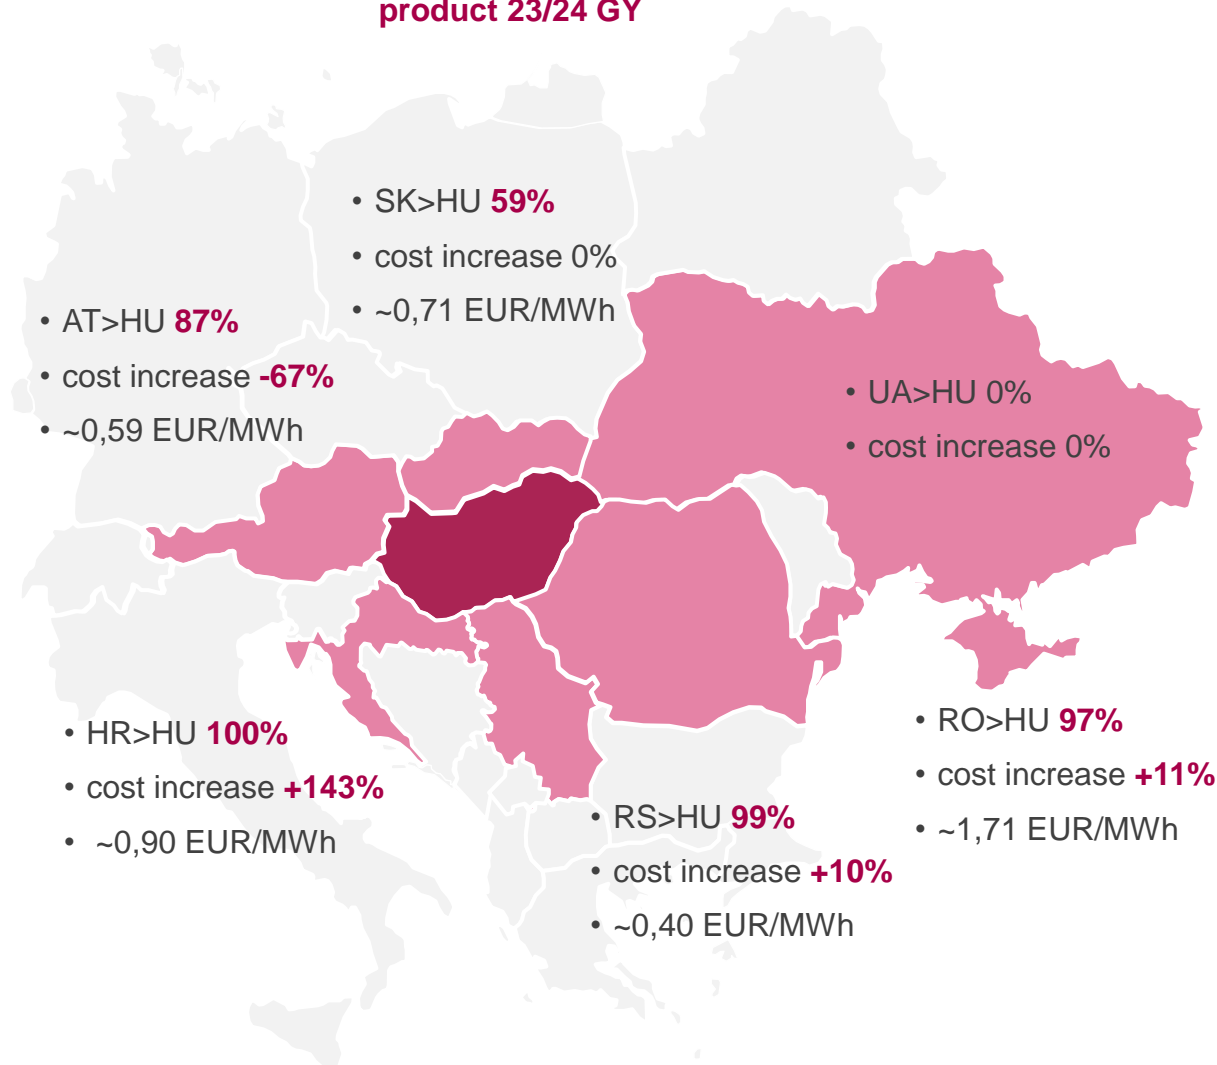 product 23/24 GY
• SK>HU 59%
• cost increase 0%
• ~0,71 EUR/MWh
• AT>HU 87%
• cost increase -67%
• ~0,59 EUR/MWh
• UA>HU 0%
• cost increase 0%
• HR>HU 100%
• cost increase +143%
• ~0,90 EUR/MWh
• RS>HU 99%
• cost increase +10%
• ~0,40 EUR/MWh
• RO>HU 97%
• cost increase +11%
• ~1,71 EUR/MWh